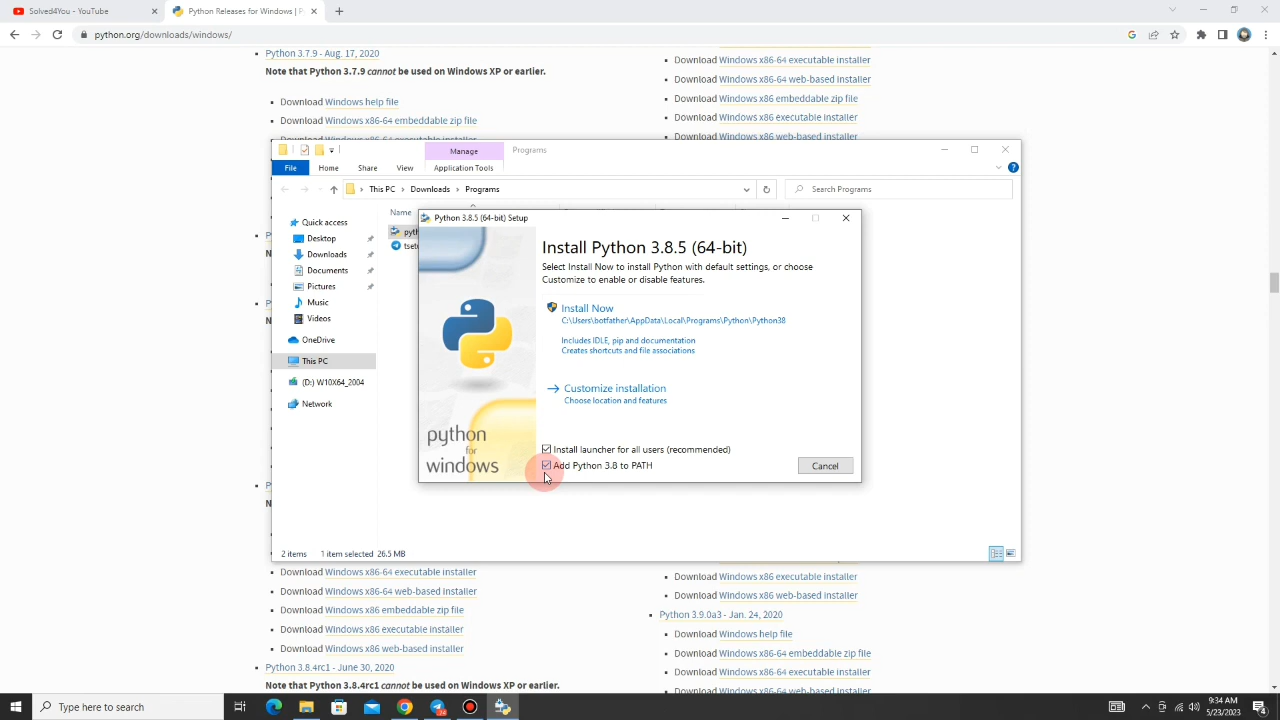 Solved4You - YouTube
Python Releases for Windows | P
python.org/downloads/windows/
Python 3.7.9 - Aug. 17, 2020
Note that Python 3.7.9 cannot be used on Windows XP or earlier.
Download Windows help file
Download Windows x86-64 embeddable zip file
Download Windows x86-64 executable installer
Download Windows x86-64 executable installer
Download Windows x86-64 web-based installer
Download Windows x86 embeddable zip file
Download Windows x86 executable installer
Download Windows x86 web-based installer
Manage
Programs
File
Home
Share
View
Application Tools
This PC
Downloads
Programs
Search Programs
Quick access
Desktop
Downloads
Documents
Pictures
Music
Videos
OneDrive
This PC
(D:) W10X64_2004
Network
Name
pyth
tsetu
Python 3.8.5 (64-bit) Setup
Install Python 3.8.5 (64-bit)
Select Install Now to install Python with default settings, or choose
Customize to enable or disable features.
Install Now
C:\Users\botfather\AppData\Local\Programs\Python\Python38
Includes IDLE, pip and documentation
Creates shortcuts and file associations
Customize installation
Choose location and features
Install launcher for all users (recommended)
Add Python 3.8 to PATH
Cancel
python
for
windows
2 items
1 item selected 26.5 MB
Download Windows x86-64 executable installer
Download Windows x86-64 web-based installer
Download Windows x86 embeddable zip file
Download Windows x86 executable installer
Download Windows x86 web-based installer
Python 3.8.4rc1 - June 30, 2020
Note that Python 3.8.4rc1 cannot be used on Windows XP or earlier.
Download Windows x86 executable installer
Download Windows x86 web-based installer
Python 3.9.0a3 - Jan. 24, 2020
Download Windows help file
Download Windows x86-64 embeddable zip file
Download Windows x86-64 executable installer
Download Windows x86-64 web-based installer
Type here to search
9:34 AM
5/23/2023